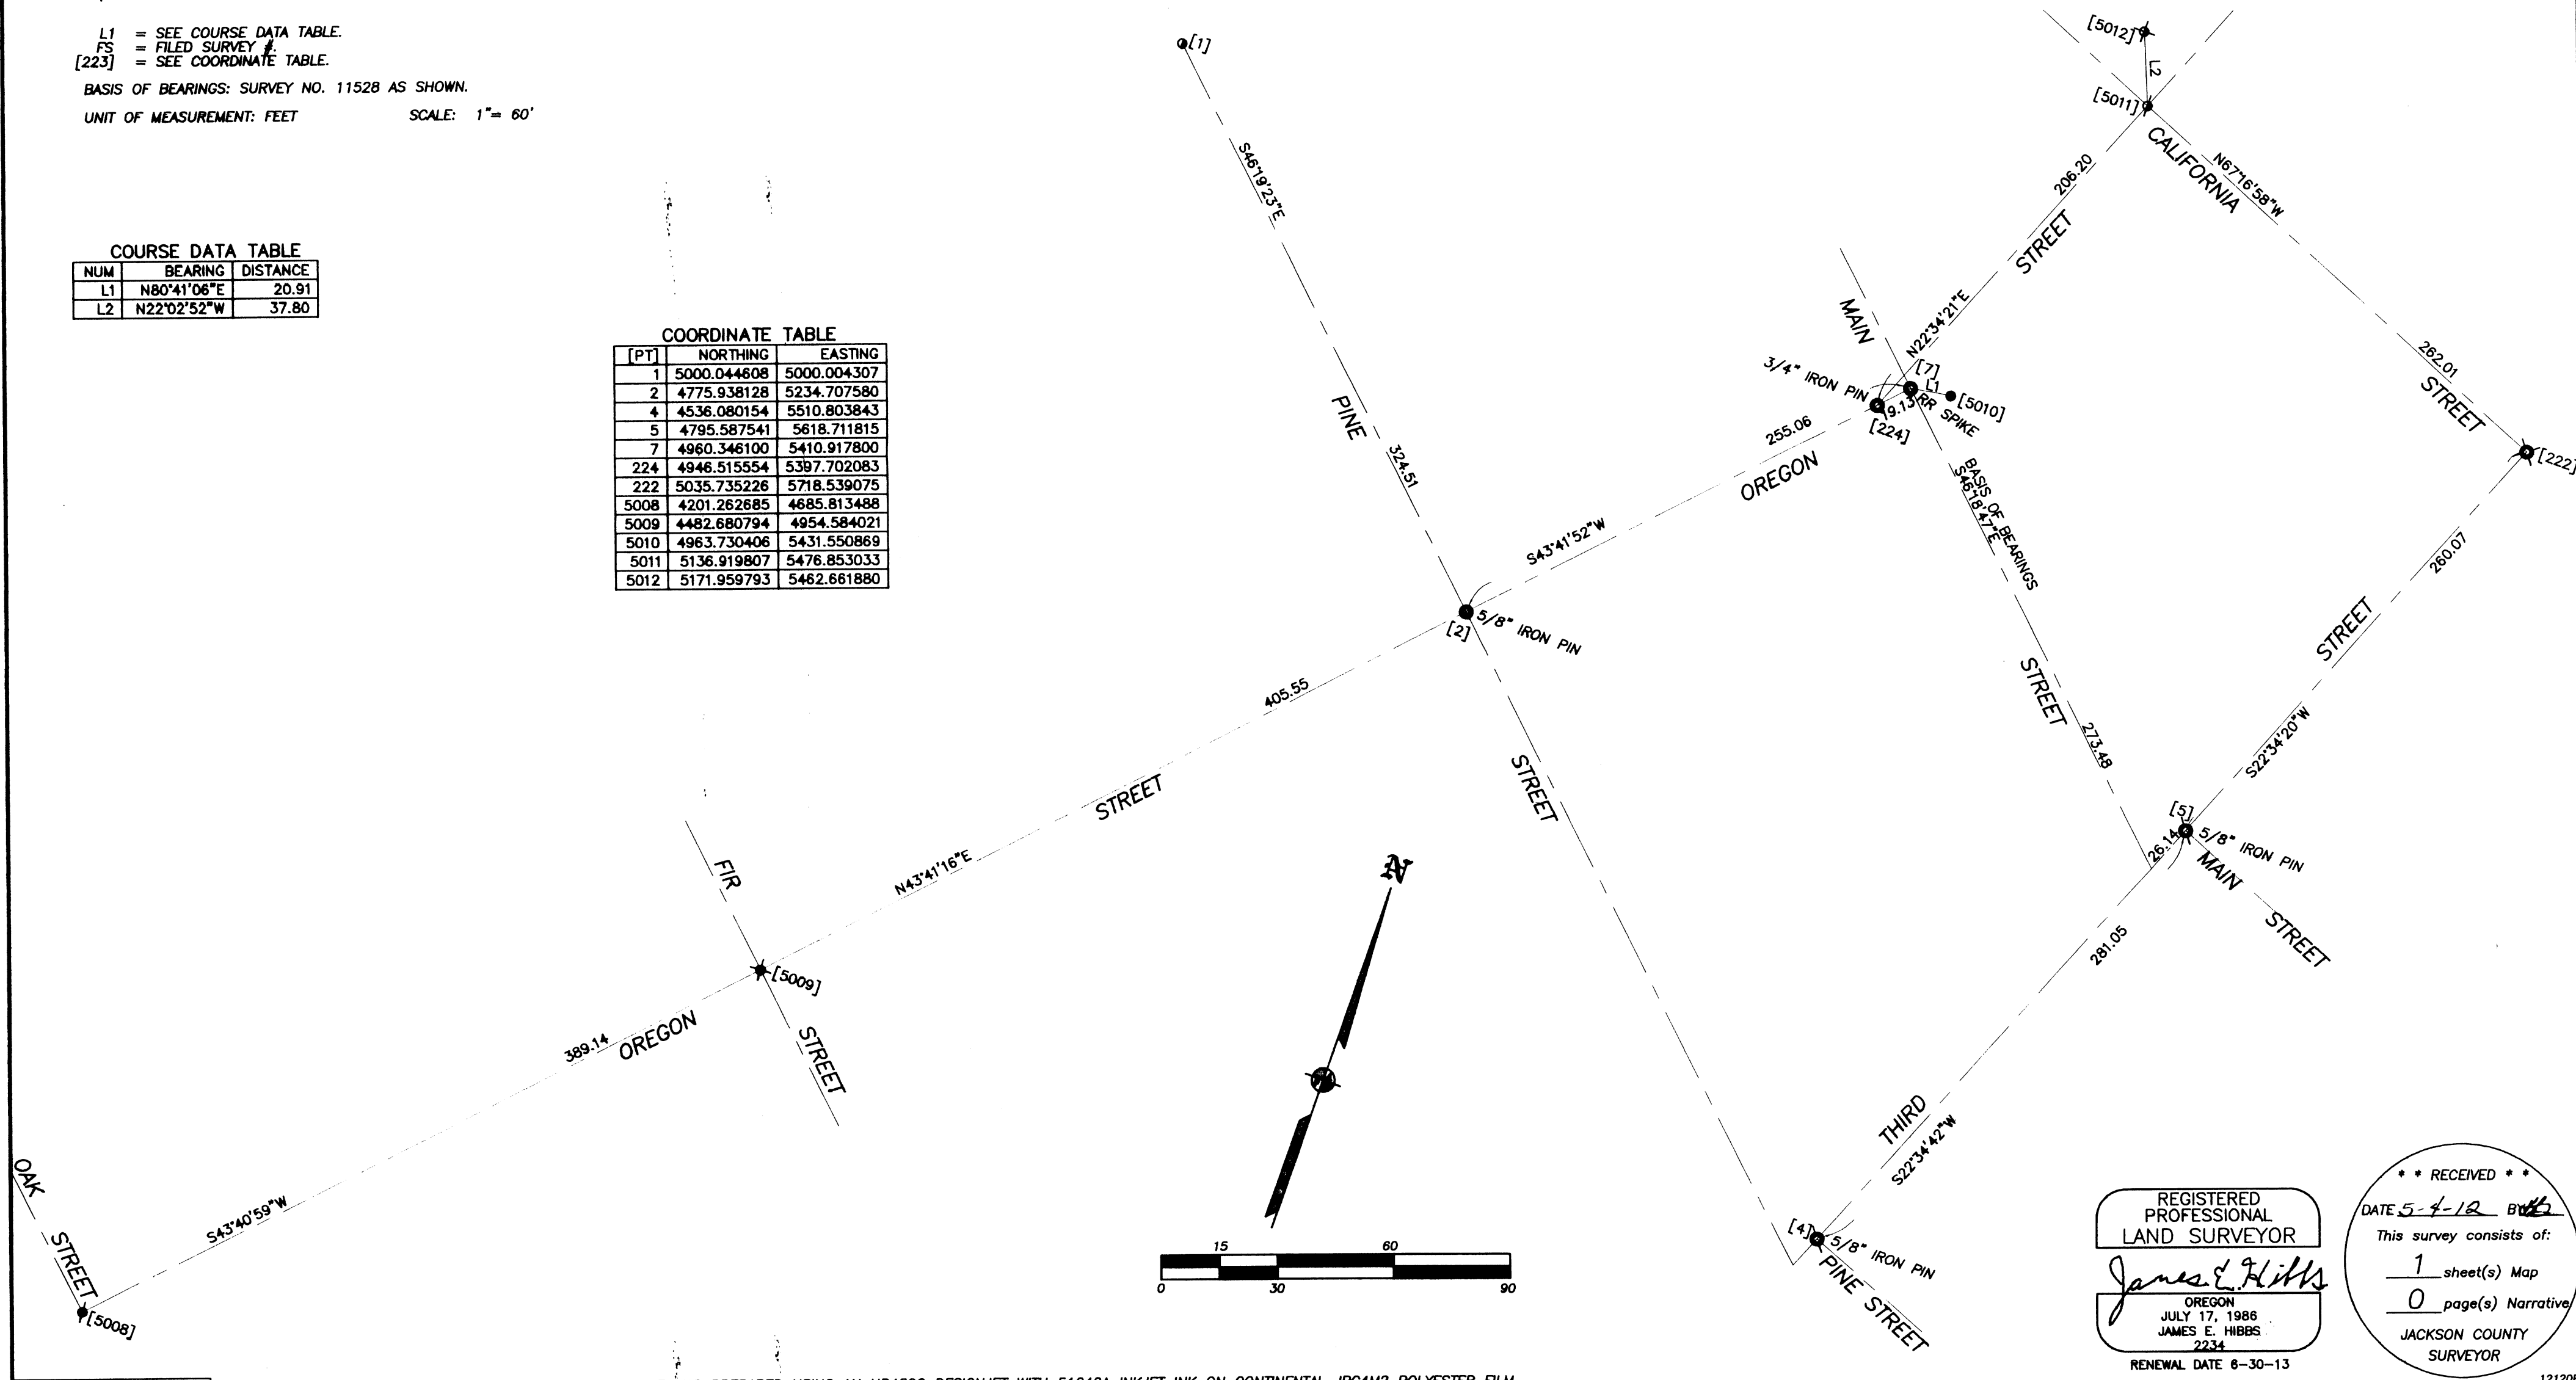 L1 = SEE COURSE DATA TABLE.
FS = FILED SURVEY #.
[223] = SEE COORDINATE TABLE.
BASIS OF BEARINGS: SURVEY NO. 11528 AS SHOWN.
UNIT OF MEASUREMENT: FEET SCALE: 1"= 60'
COURSE DATA TABLE
NUM BEARING DISTANCE
L1 N80°41'06"E 20.91
L2 N22°02'52"W 37.80
COORDINATE TABLE
[PT] NORTHING EASTING
1 5000.044608 5000.004307
2 4775.938128 5234.707580
4 4536.080154 5510.803843
5 4795.587541 5618.711815
7 4960.346100 5410.917800
224 4946.515554 5397.702083
222 5035.735226 5718.539075
5008 4201.262685 4685.813488
5009 4482.680794 4954.584021
5010 4963.730406 5431.550869
5011 5136.919807 5476.853033
5012 5171.959793 5462.661880
[1]
S46°19'23"E
PINE
324.51
STREET
[5012]
L2
[5011]
CALIFORNIA
N67°16'58"W
262.01
STREET
[222]
206.20
STREET
N22°34'21"E
MAIN
3/4" IRON PIN
[7]
L1
[5010]
19.13
RR SPIKE
[224]
255.06
OREGON
S43°41'52"W
BASIS OF BEARINGS
S46°18'47"E
STREET
273.48
260.07
STREET
S22°34'20"W
[2]
5/8" IRON PIN
405.55
STREET
N43°41'16"E
[5]
5/8" IRON PIN
26.14
MAIN
STREET
281.05
THIRD
S22°34'42"W
[4]
5/8" IRON PIN
PINE STREET
FIR
[5009]
STREET
389.14
OREGON
S43°40'59"W
OAK
STREET
[5008]
N
15 60
0 30 90
REGISTERED
PROFESSIONAL
LAND SURVEYOR
James E. Hibbs
OREGON
JULY 17, 1986
JAMES E. HIBBS
2234
RENEWAL DATE 6-30-13
* * RECEIVED * *
DATE 5-4-12 BY
This survey consists of:
1 sheet(s) Map
0 page(s) Narrative
JACKSON COUNTY
SURVEYOR